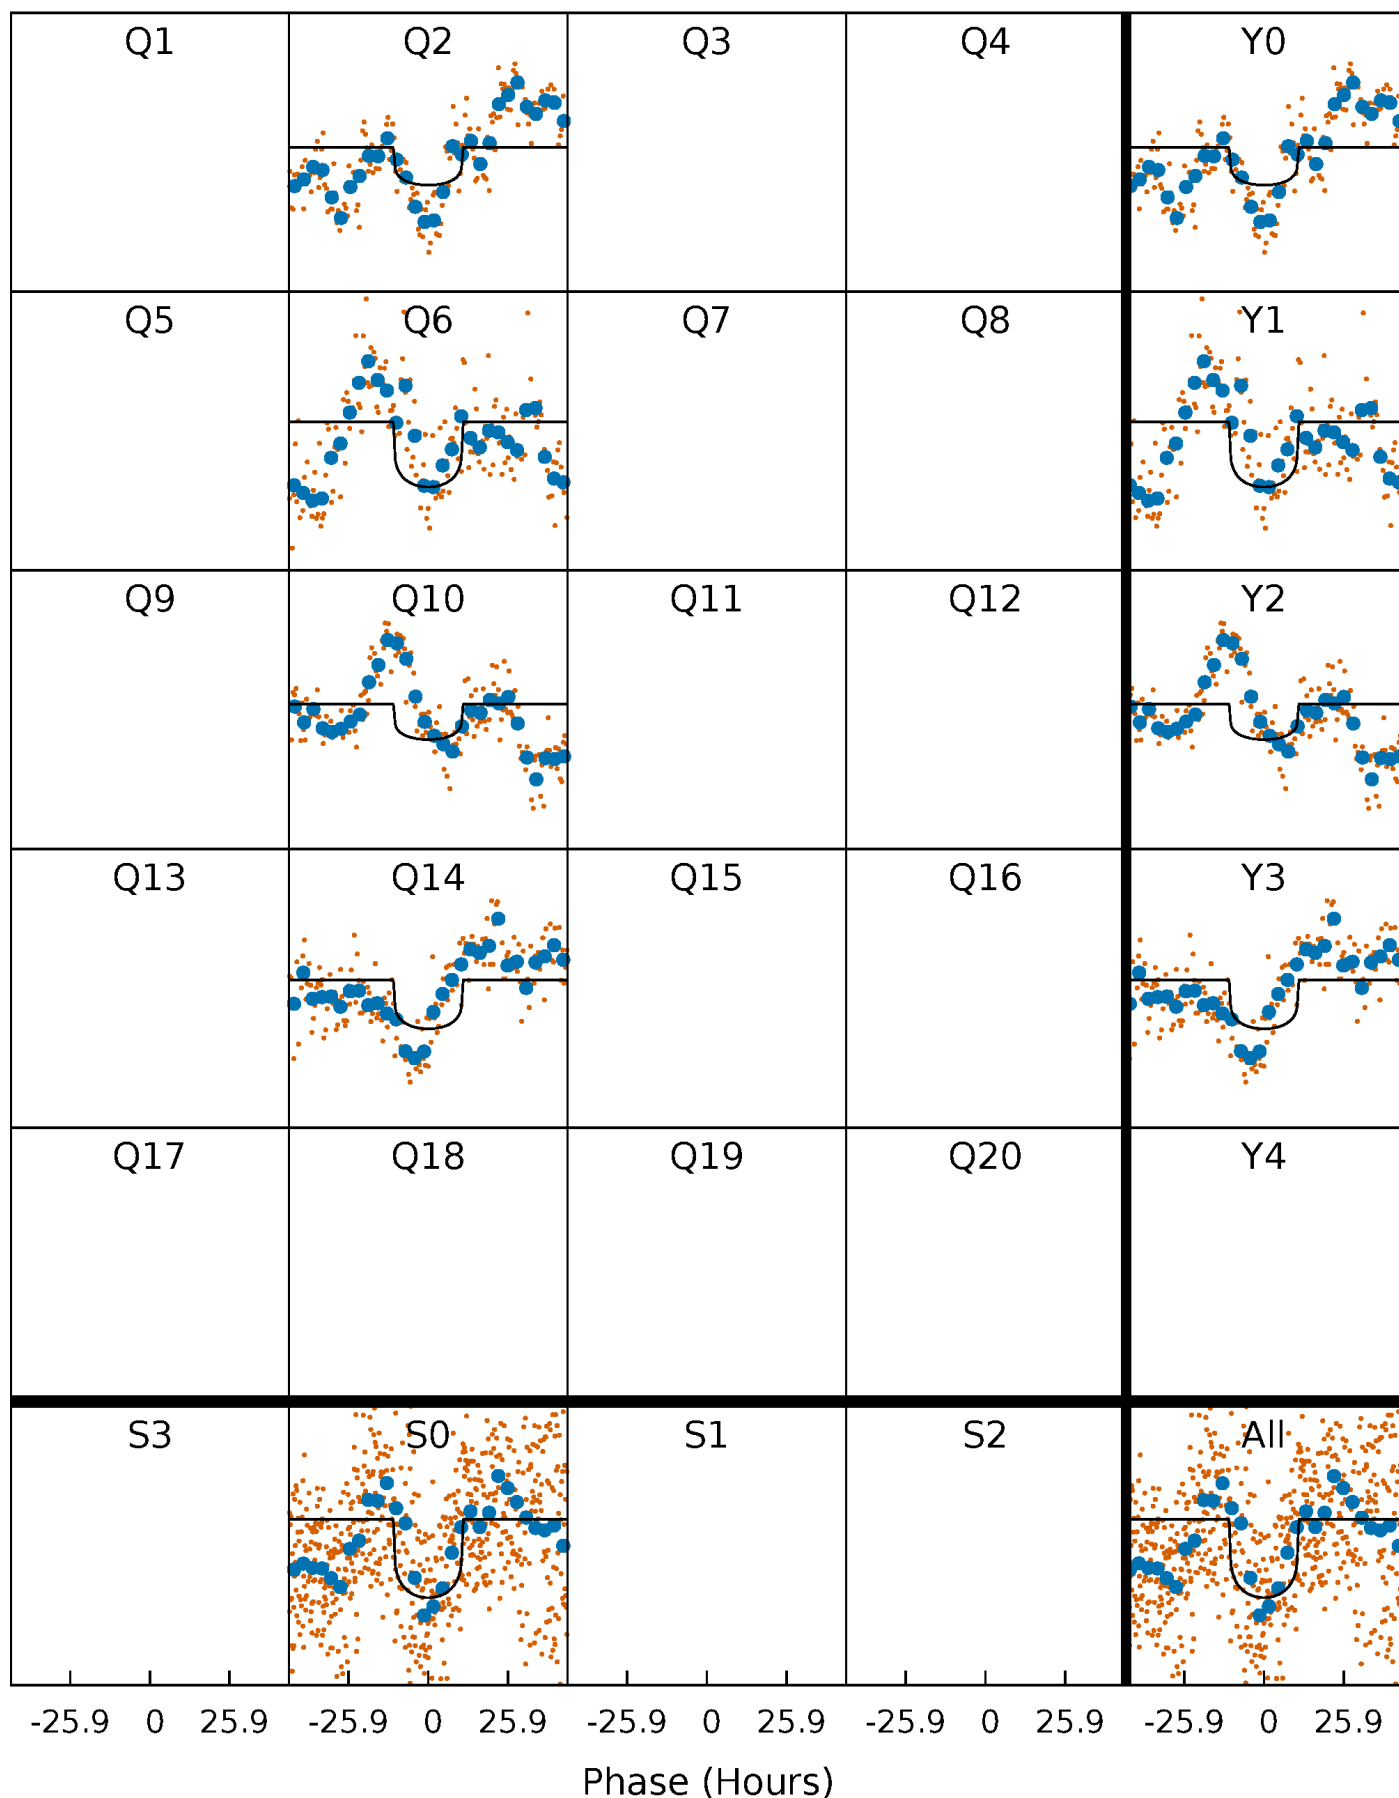 Q1 Q2 Q3 Q4 Y0
Q5 Q6 Q7 Q8 Y1
Q9 Q10 Q11 Q12 Y2
Q13 Q14 Q15 Q16 Y3
Q17 Q18 Q19 Q20 Y4
S3 S0 S1 S2 All
-25.9 0 25.9 -25.9 0 25.9 -25.9 0 25.9 -25.9 0 25.9 -25.9 0 25.9
Phase (Hours)